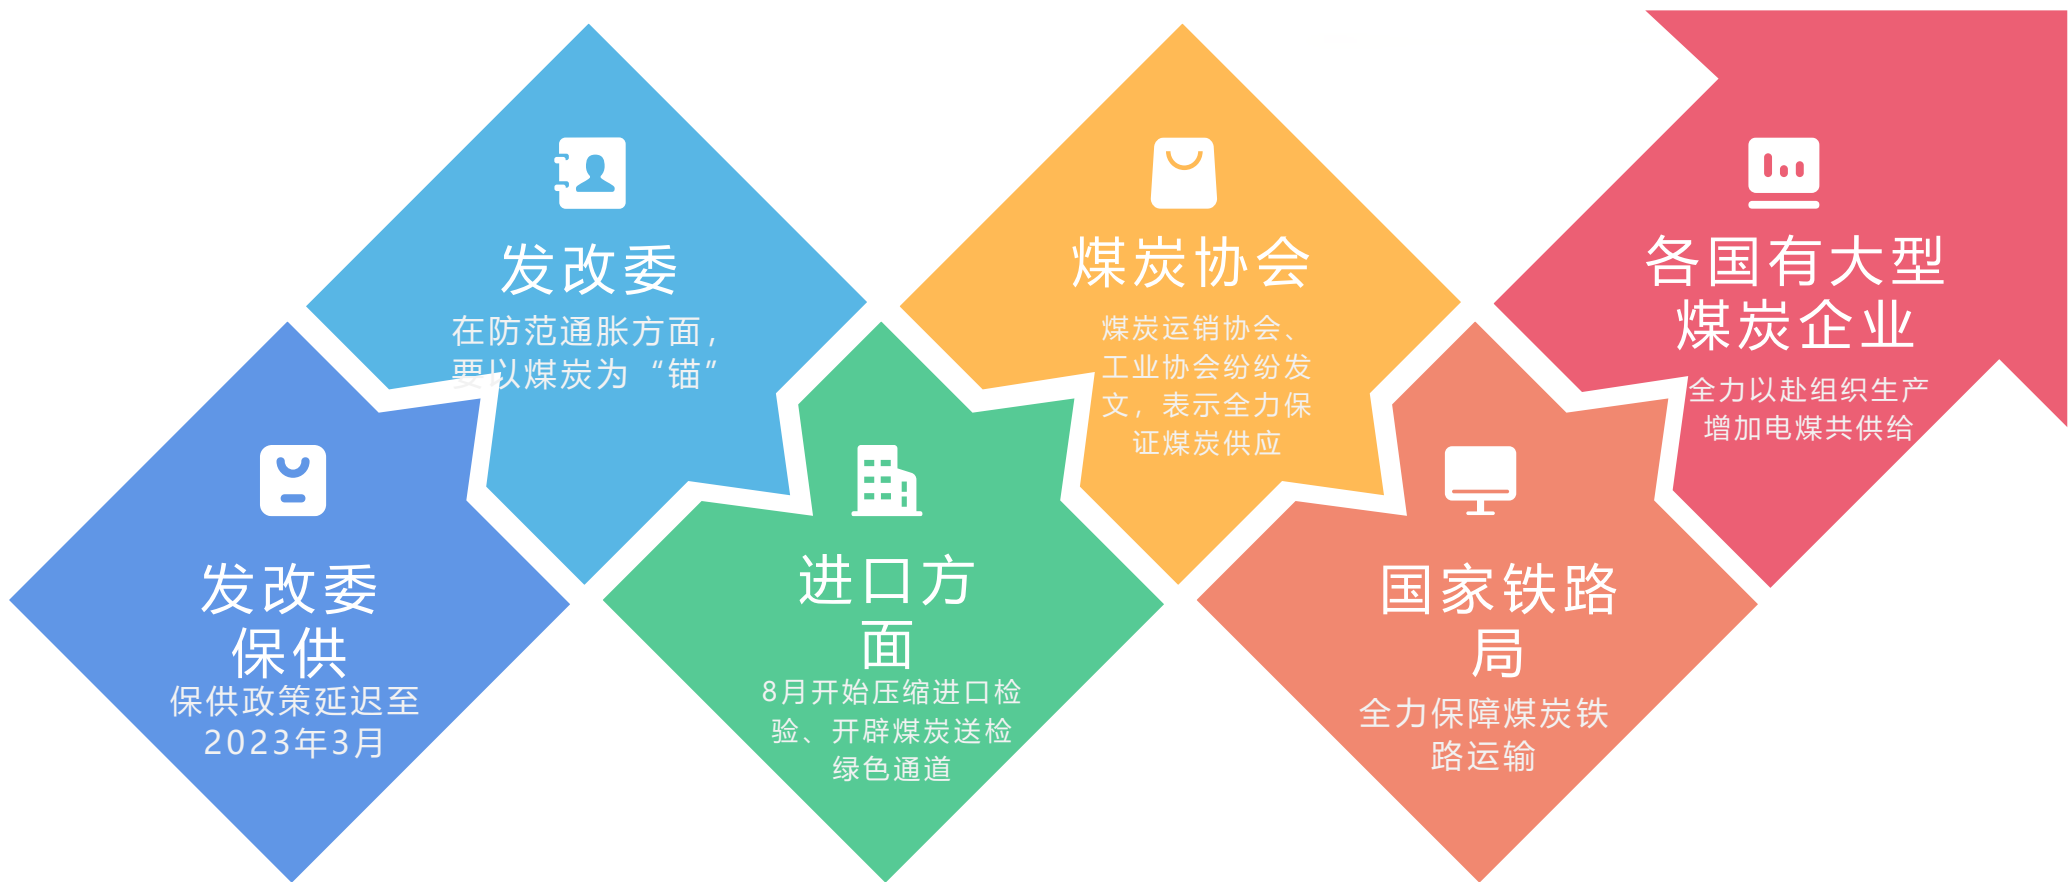 发改委
保供
保供政策延迟至
2023年3月
发改委
在防范通胀方面，
要以煤炭为“锚”
进口方
面
8月开始压缩进口检
验、开辟煤炭送检
绿色通道
煤炭协会
煤炭运销协会、
工业协会纷纷发
文，表示全力保
证煤炭供应
国家铁路
局
全力保障煤炭铁
路运输
各国有大型
煤炭企业
全力以赴组织生产
增加电煤共供给